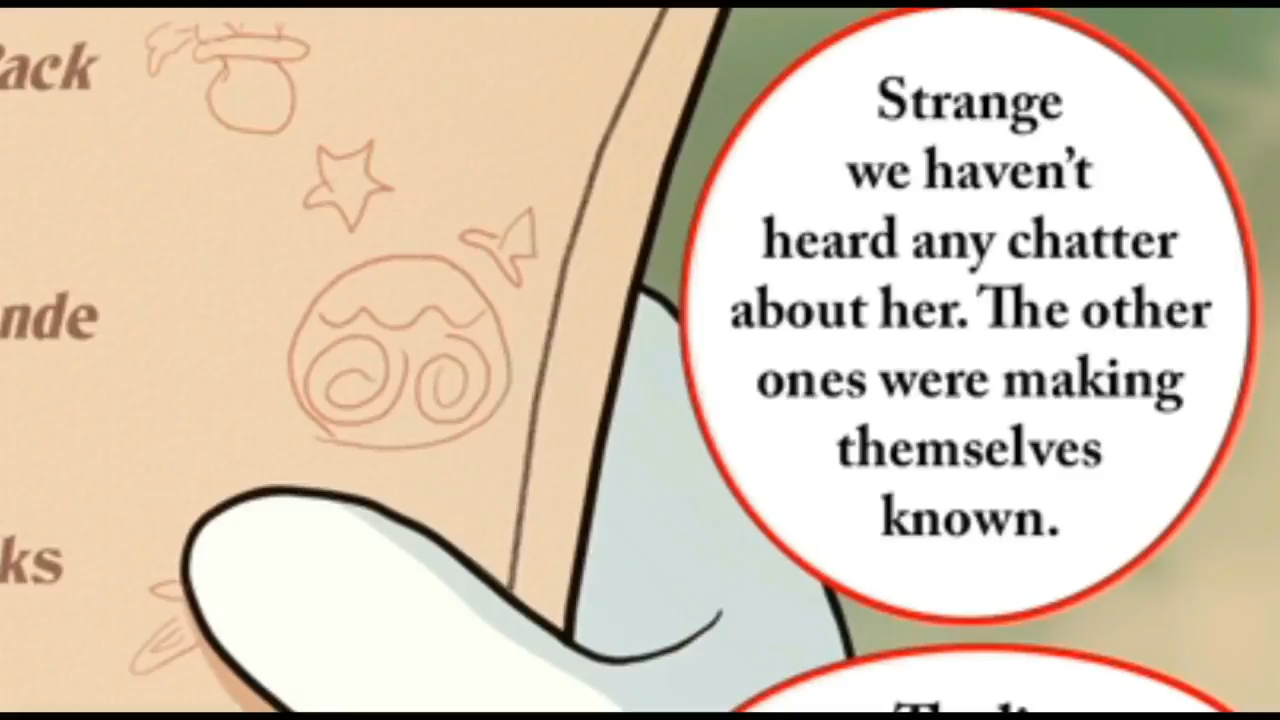 Strange
we haven't
heard any chatter
about her. The other
ones were making
themselves
known.